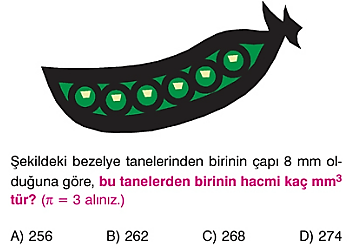 Şekildeki bezelye tanelerinden birinin çapı 8 mm ol-
duğuna göre, bu tanelerden birinin hacmi kaç mm³
tür? (π = 3 alınız.)
A) 256 B) 262 C) 268 D) 274